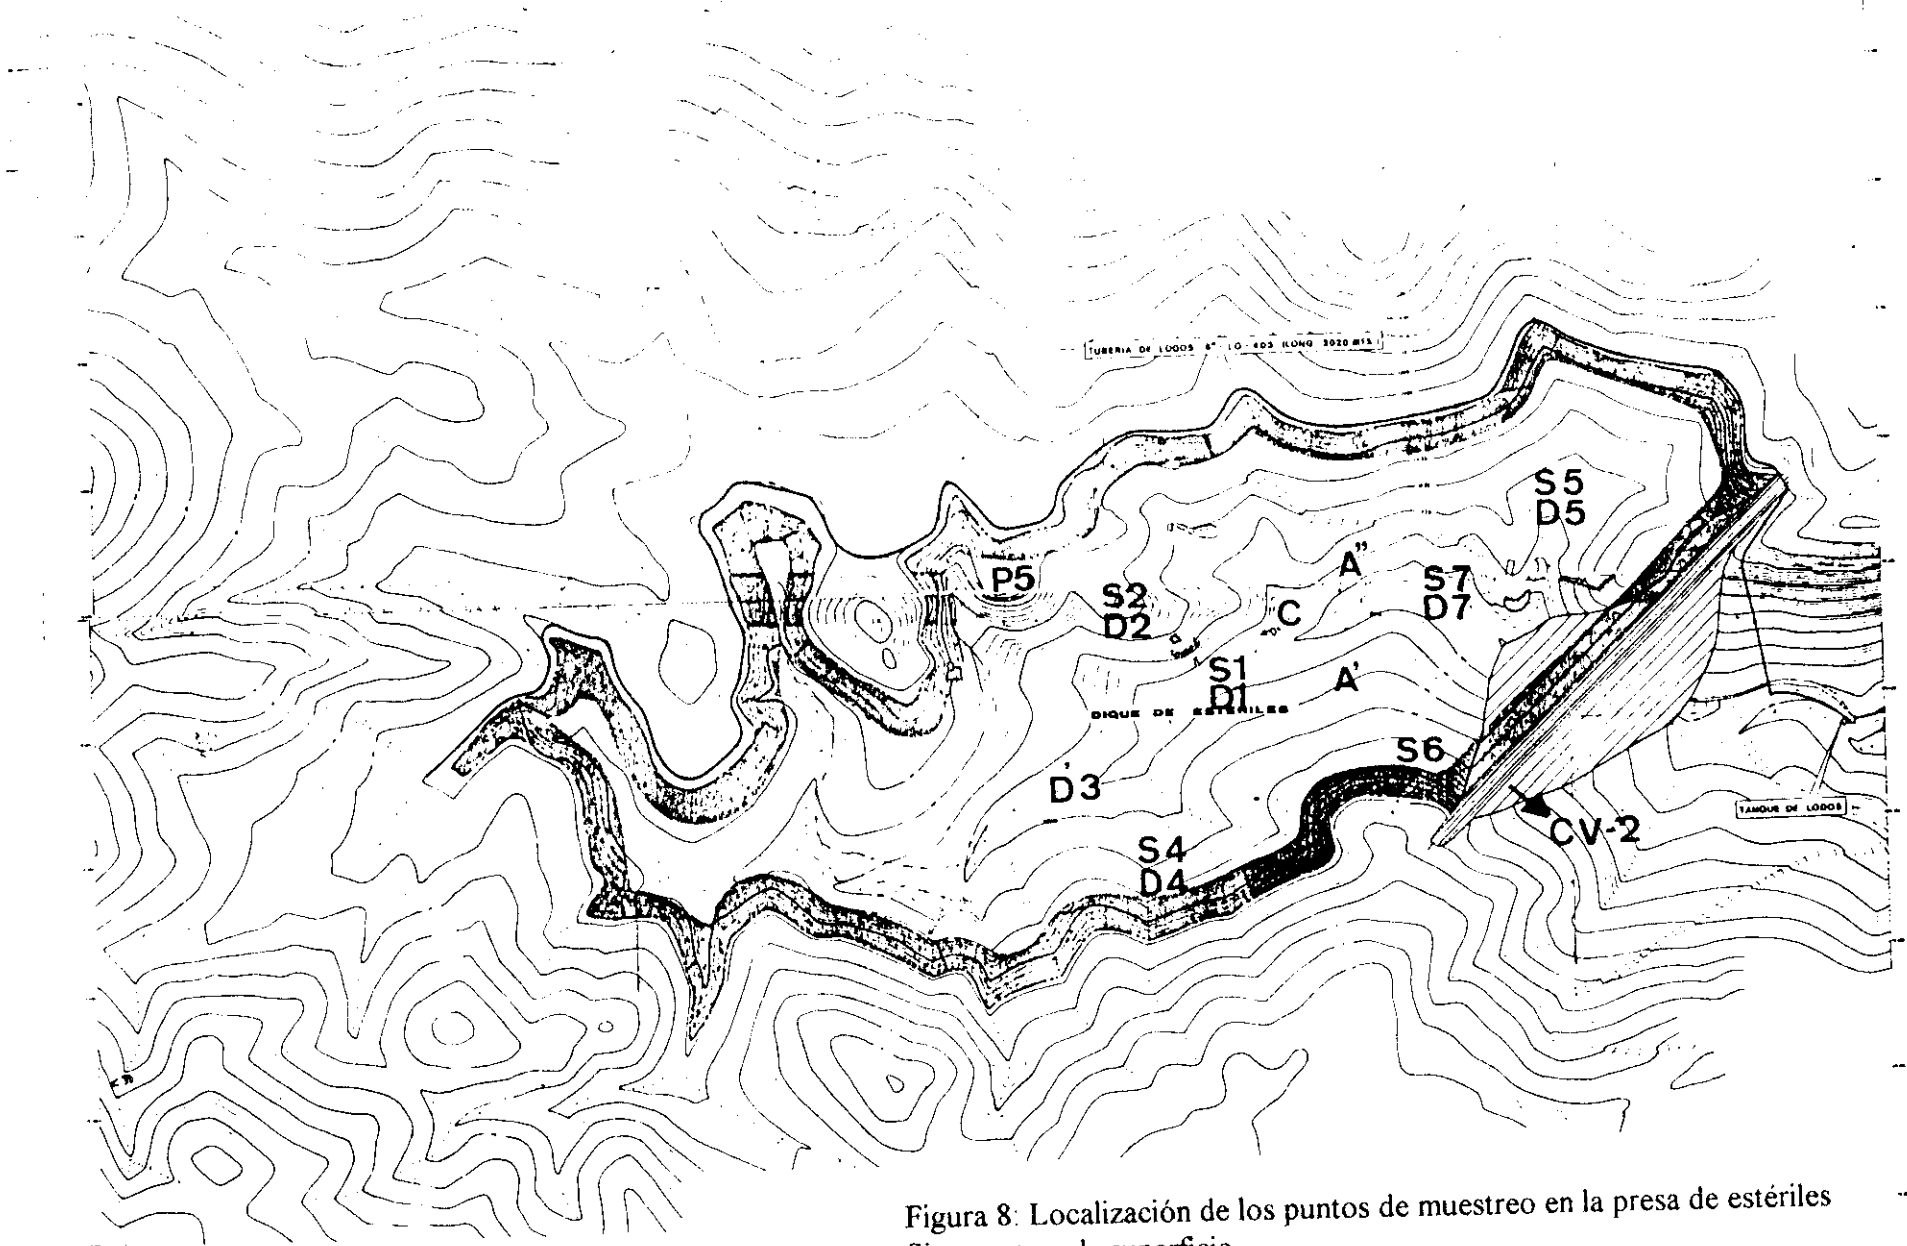 TUBERIA DE LODOS 6"
S5
D5
A"
P5
S7
D7
S2
D2
C
S1
D1
A'
DIQUE DE ESTERILES
S6
D3
TANQUE DE LODOS
CV-2
S4
D4
Figura 8: Localización de los puntos de muestreo en la presa de estériles